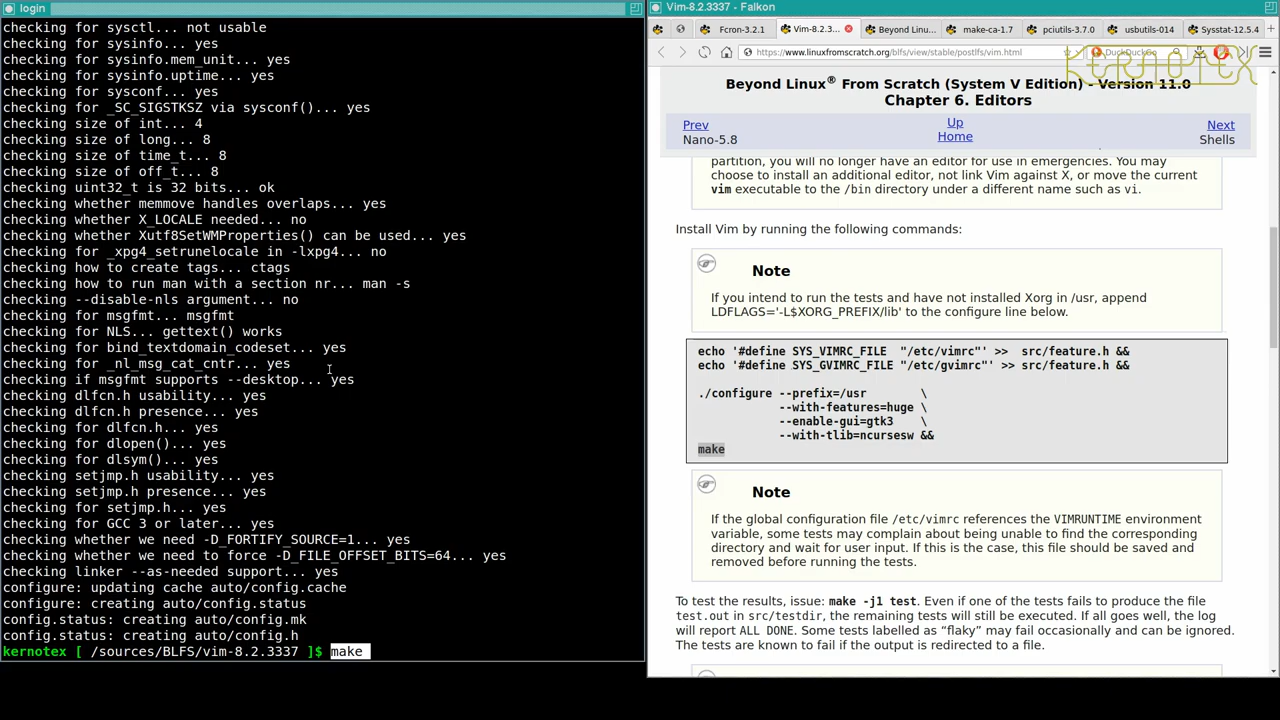 login
checking for sysctl... not usable
checking for sysinfo... yes
checking for sysinfo.mem_unit... yes
checking for sysinfo.uptime... yes
checking for sysconf... yes
checking for _SC_SIGSTKSZ via sysconf()... yes
checking size of int... 4
checking size of long... 8
checking size of time_t... 8
checking size of off_t... 8
checking uint32_t is 32 bits... ok
checking whether memmove handles overlaps... yes
checking whether X_LOCALE needed... no
checking whether Xutf8SetWMProperties() can be used... yes
checking for _xpg4_setrunelocale in -lxpg4... no
checking how to create tags... ctags
checking how to run man with a section nr... man -s
checking --disable-nls argument... no
checking for msgfmt... msgfmt
checking for NLS... gettext() works
checking for bind_textdomain_codeset... yes
checking for _nl_msg_cat_cntr... yes
checking if msgfmt supports --desktop... yes
checking dlfcn.h usability... yes
checking dlfcn.h presence... yes
checking for dlfcn.h... yes
checking for dlopen()... yes
checking for dlsym()... yes
checking setjmp.h usability... yes
checking setjmp.h presence... yes
checking for setjmp.h... yes
checking for GCC 3 or later... yes
checking whether we need -D_FORTIFY_SOURCE=1... yes
checking whether we need to force -D_FILE_OFFSET_BITS=64... yes
checking linker --as-needed support... yes
configure: updating cache auto/config.cache
configure: creating auto/config.status
config.status: creating auto/config.mk
config.status: creating auto/config.h
kernotex [ /sources/BLFS/vim-8.2.3337 ]$ make
Vim-8.2.3337 - Falkon
Fcron-3.2.1
Vim-8.2.3...
Beyond Linu...
make-ca-1.7
pciutils-3.7.0
usbutils-014
Sysstat-12.5.4
https://www.linuxfromscratch.org/blfs/view/stable/postlfs/vim.html
DuckDuckGo
KERNOTEX
Beyond Linux® From Scratch (System V Edition) - Version 11.0
Chapter 6. Editors
Prev
Up
Next
Nano-5.8
Home
Shells
partition, you will no longer have an editor for use in emergencies. You may
choose to install an additional editor, not link Vim against X, or move the current
vim executable to the /bin directory under a different name such as vi.
Install Vim by running the following commands:
Note
If you intend to run the tests and have not installed Xorg in /usr, append
LDFLAGS='-L$XORG_PREFIX/lib' to the configure line below.
echo '#define SYS_VIMRC_FILE  "/etc/vimrc"' >>  src/feature.h &&
echo '#define SYS_GVIMRC_FILE "/etc/gvimrc"' >> src/feature.h &&
./configure --prefix=/usr \
--with-features=huge \
--enable-gui=gtk3 \
--with-tlib=ncursesw &&
make
Note
If the global configuration file /etc/vimrc references the VIMRUNTIME environment
variable, some tests may complain about being unable to find the corresponding
directory and wait for user input. If this is the case, this file should be saved and
removed before running the tests.
To test the results, issue: make -j1 test. Even if one of the tests fails to produce the file
test.out in src/testdir, the remaining tests will still be executed. If all goes well, the log
will report ALL DONE. Some tests labelled as “flaky” may fail occasionally and can be ignored.
The tests are known to fail if the output is redirected to a file.